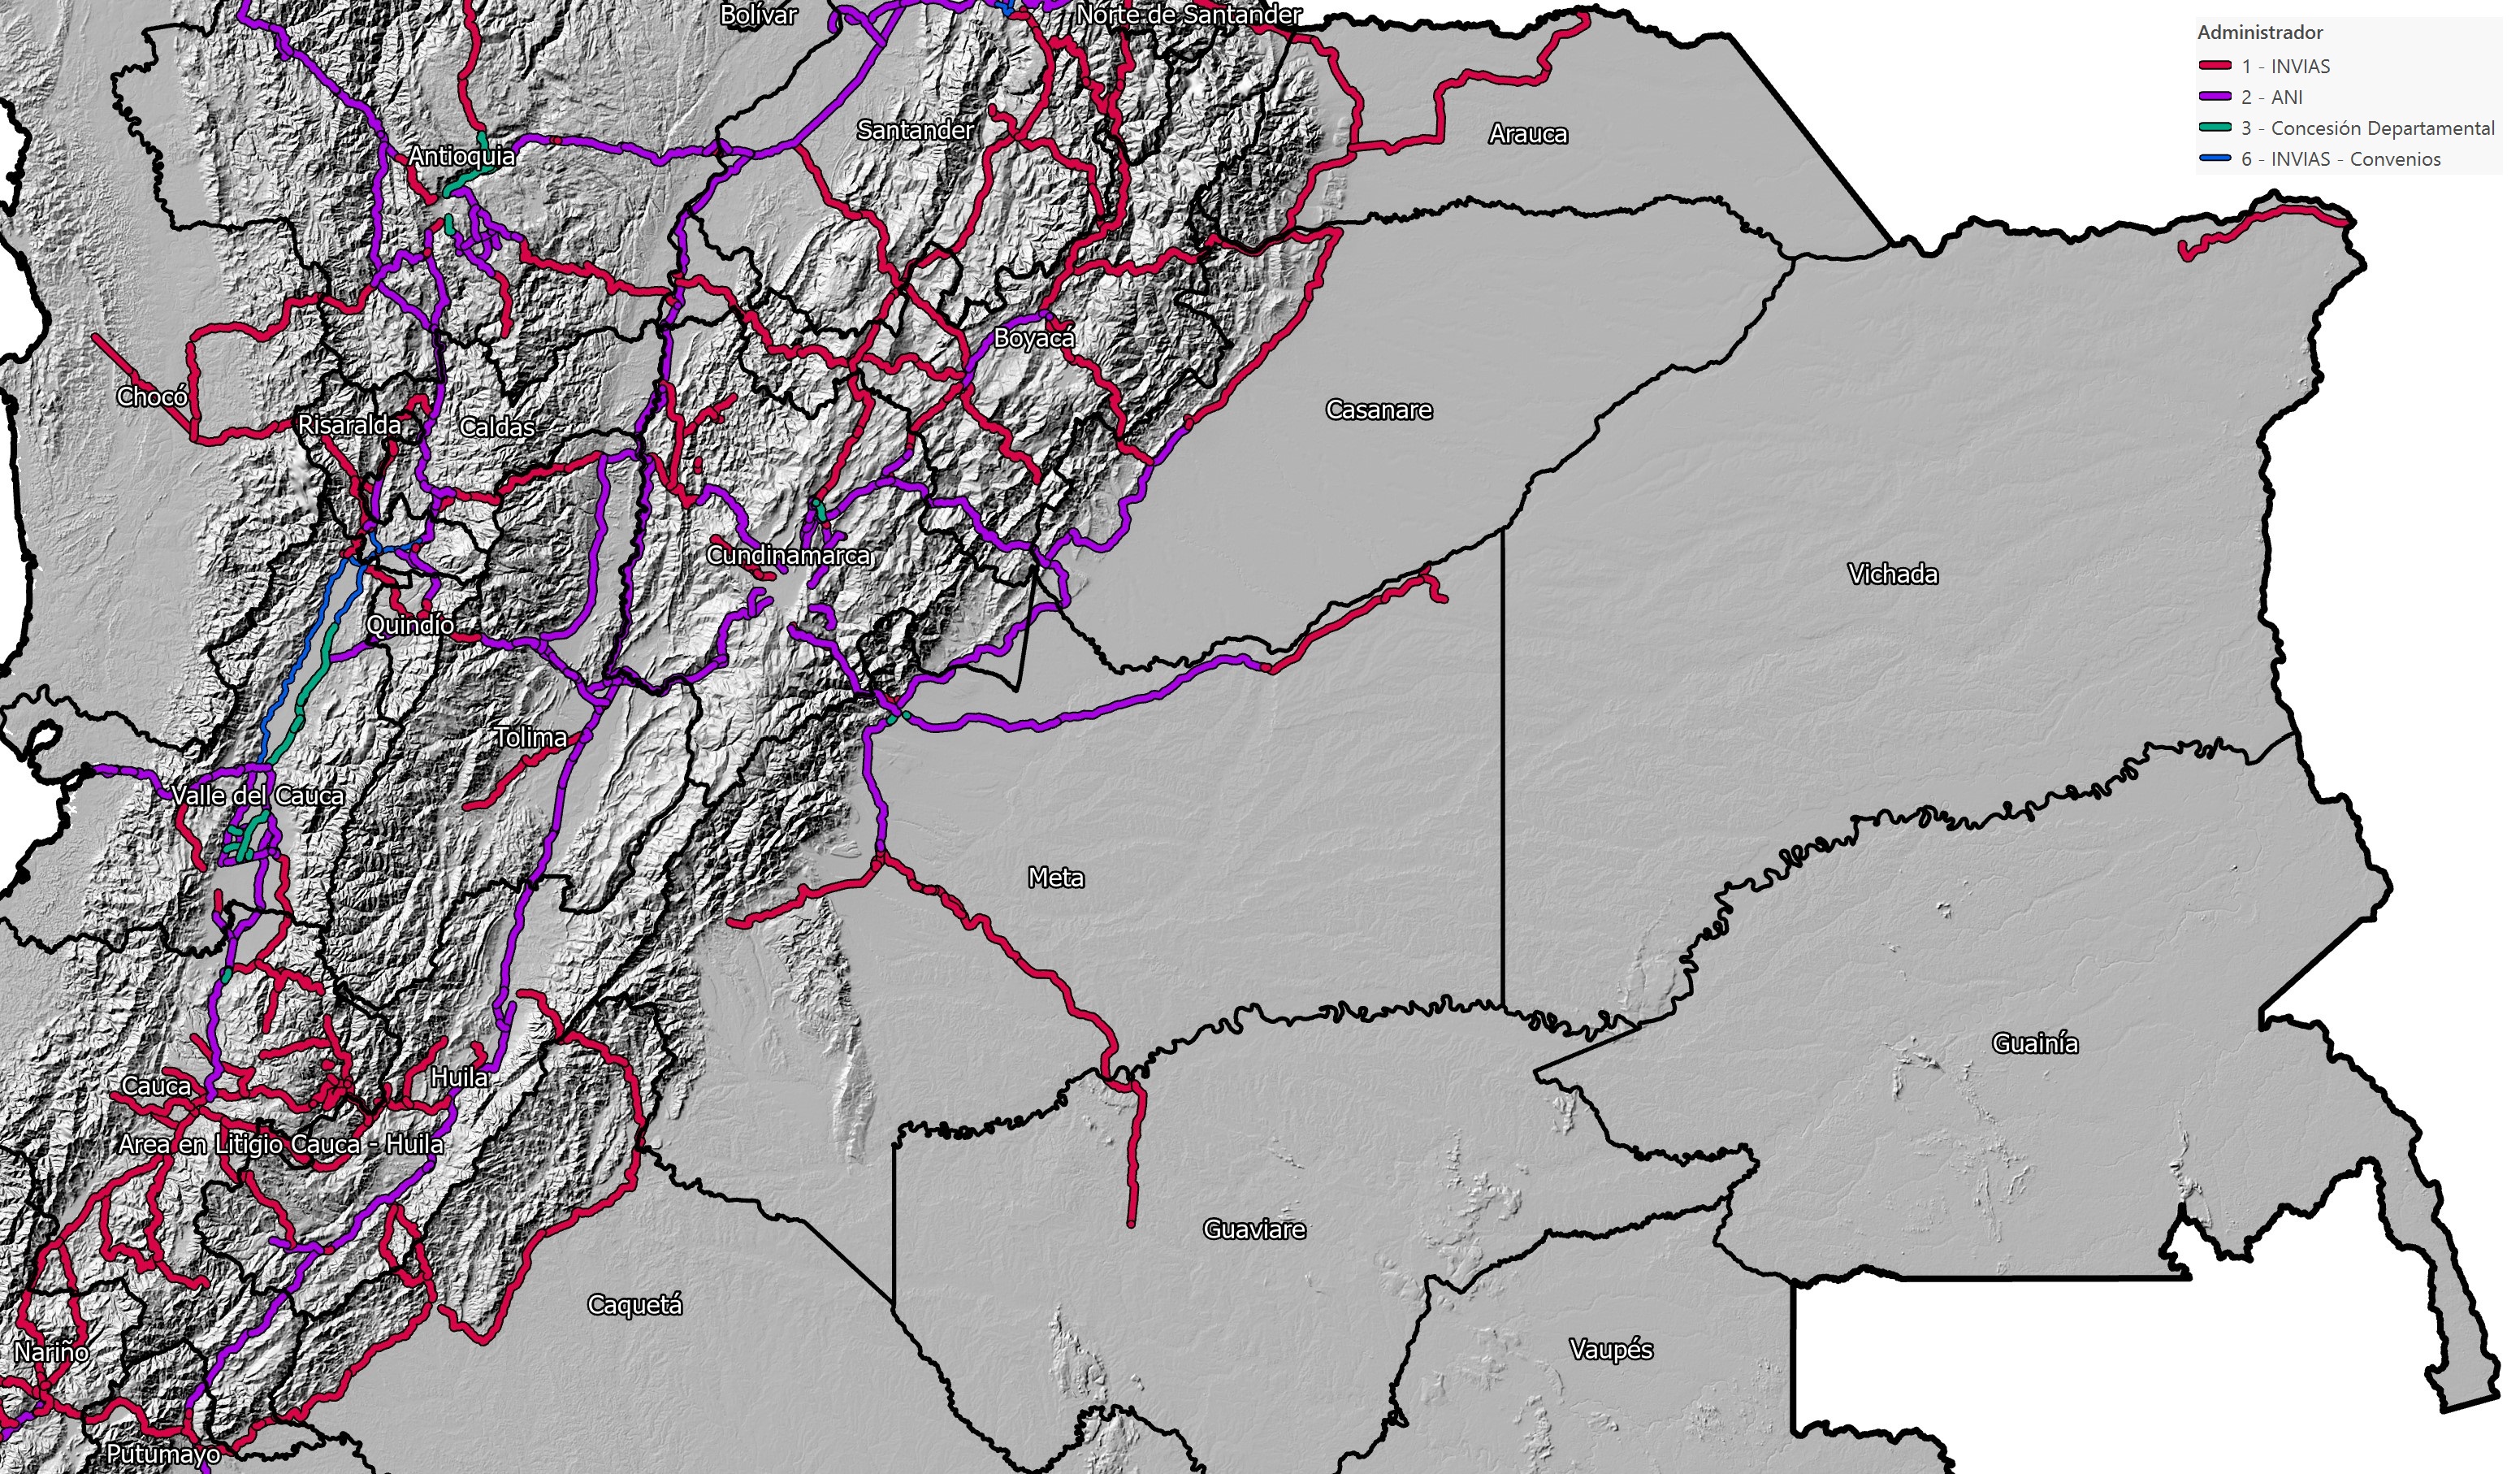 Bolívar
Norte de Santander
Administrador
1 - INVIAS
2 - ANI
3 - Concesión Departamental
6 - INVIAS - Convenios
Santander
Arauca
Antioquia
Boyacá
Chocó
Casanare
Risaralda
Caldas
Cundinamarca
Vichada
Quindío
Tolima
Valle del Cauca
Meta
Guainía
Huila
Cauca
Area en Litigio Cauca - Huila
Guaviare
Caquetá
Nariño
Vaupés
Putumayo